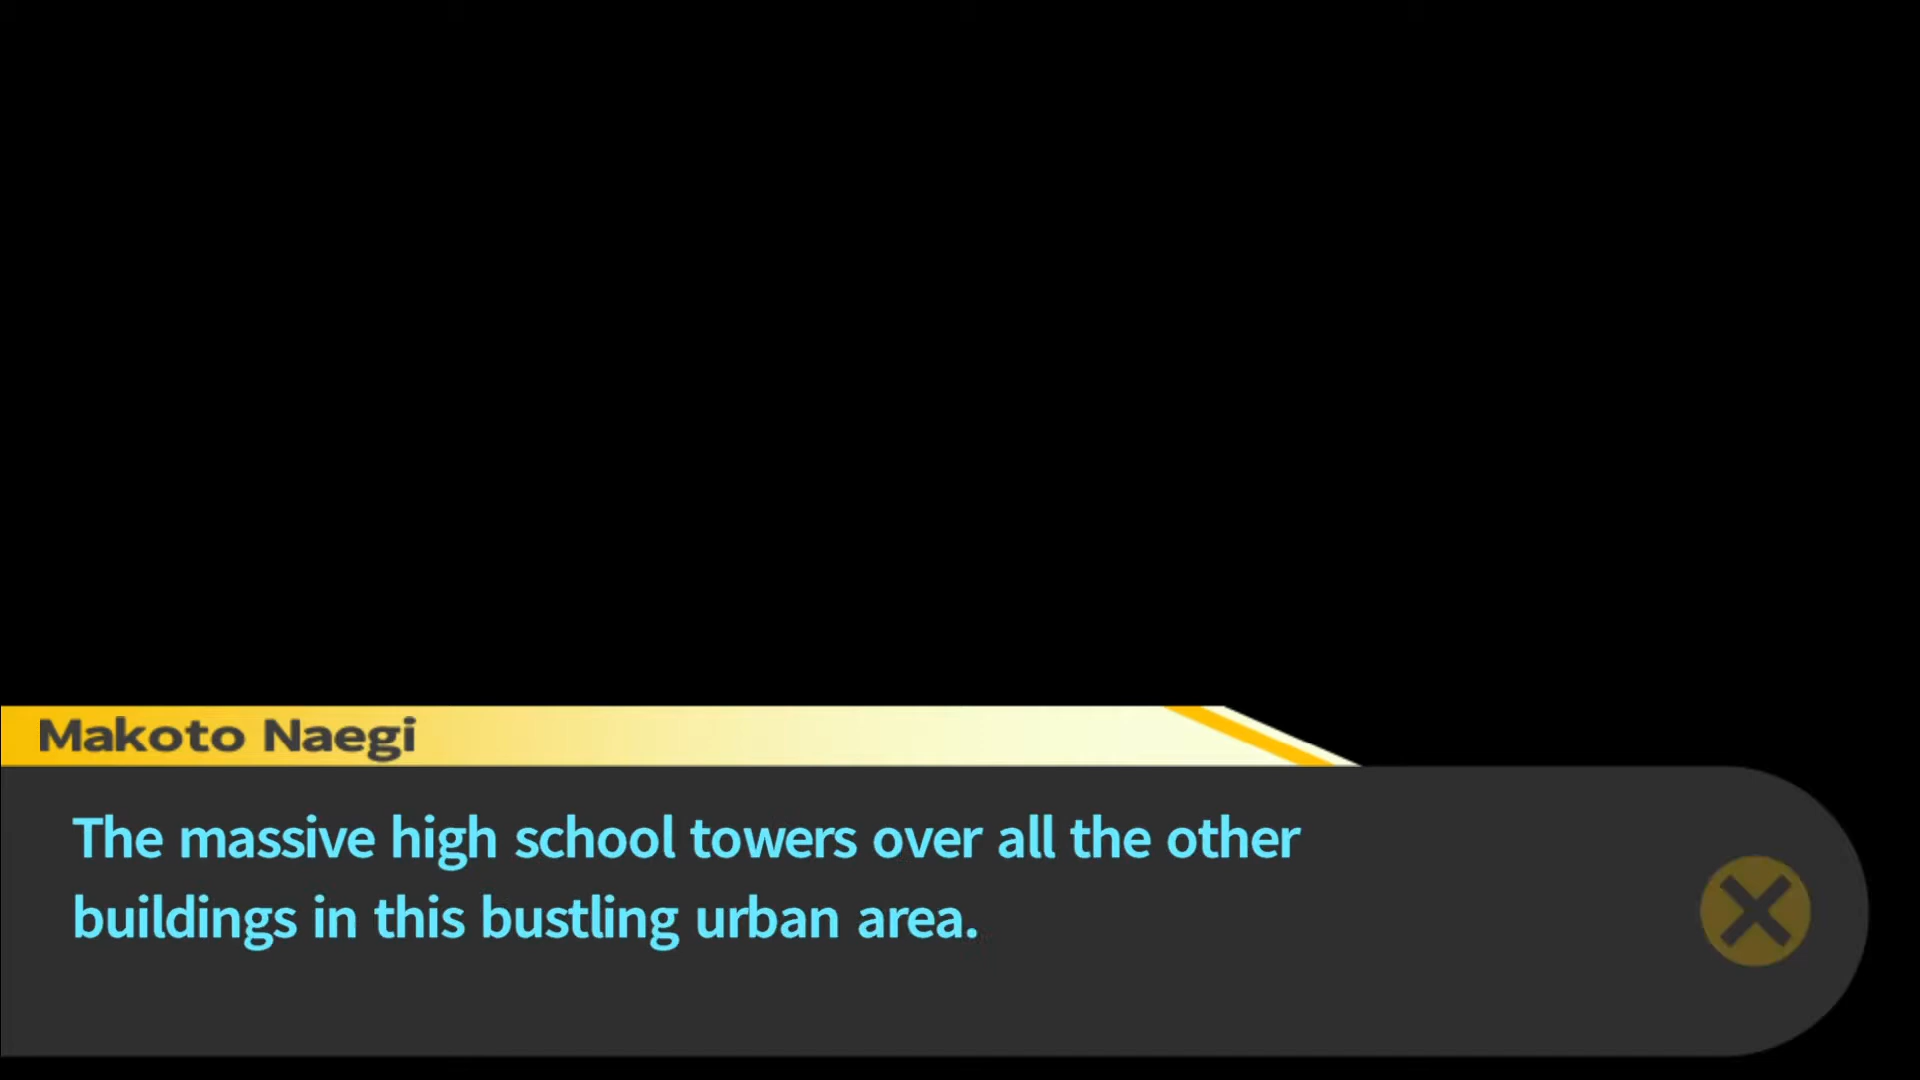 Makoto Naegi
The massive high school towers over all the other
buildings in this bustling urban area.